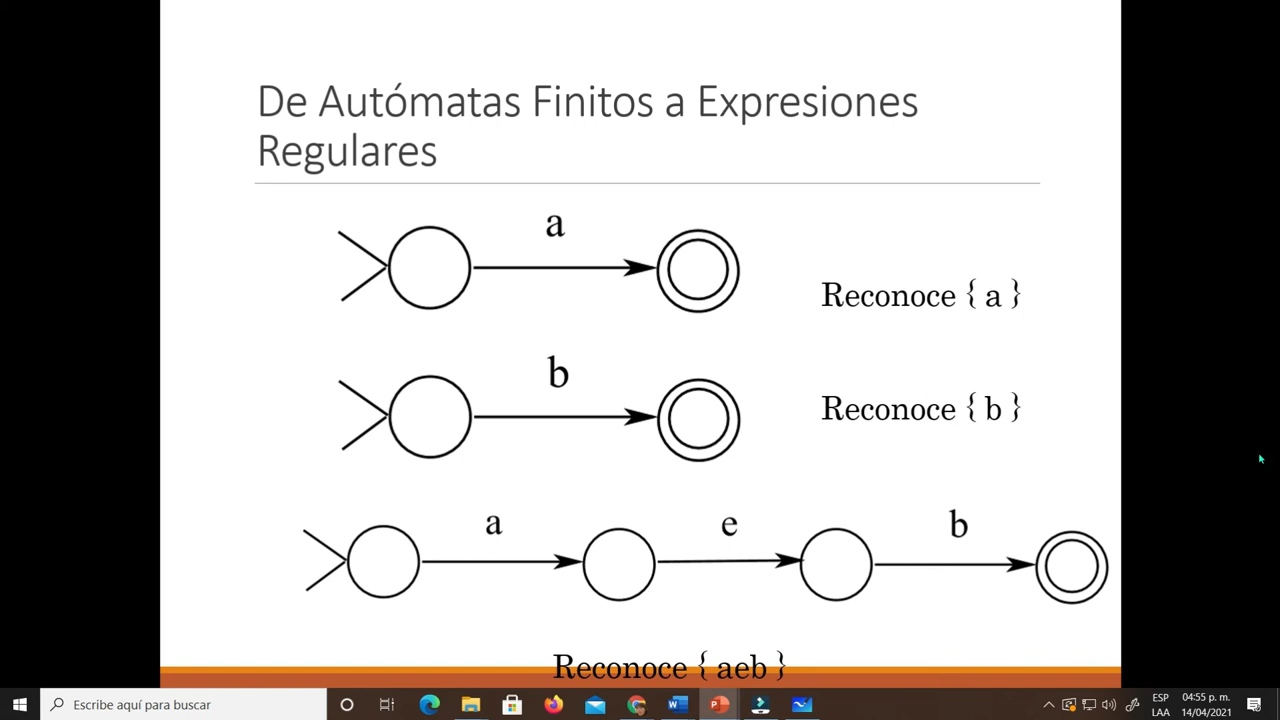 De Autómatas Finitos a Expresiones
Regulares
a
Reconoce { a }
b
Reconoce { b }
a e b
Reconoce { aeb }
Escribe aquí para buscar
ESP
LAA
04:55 p. m.
14/04/2021